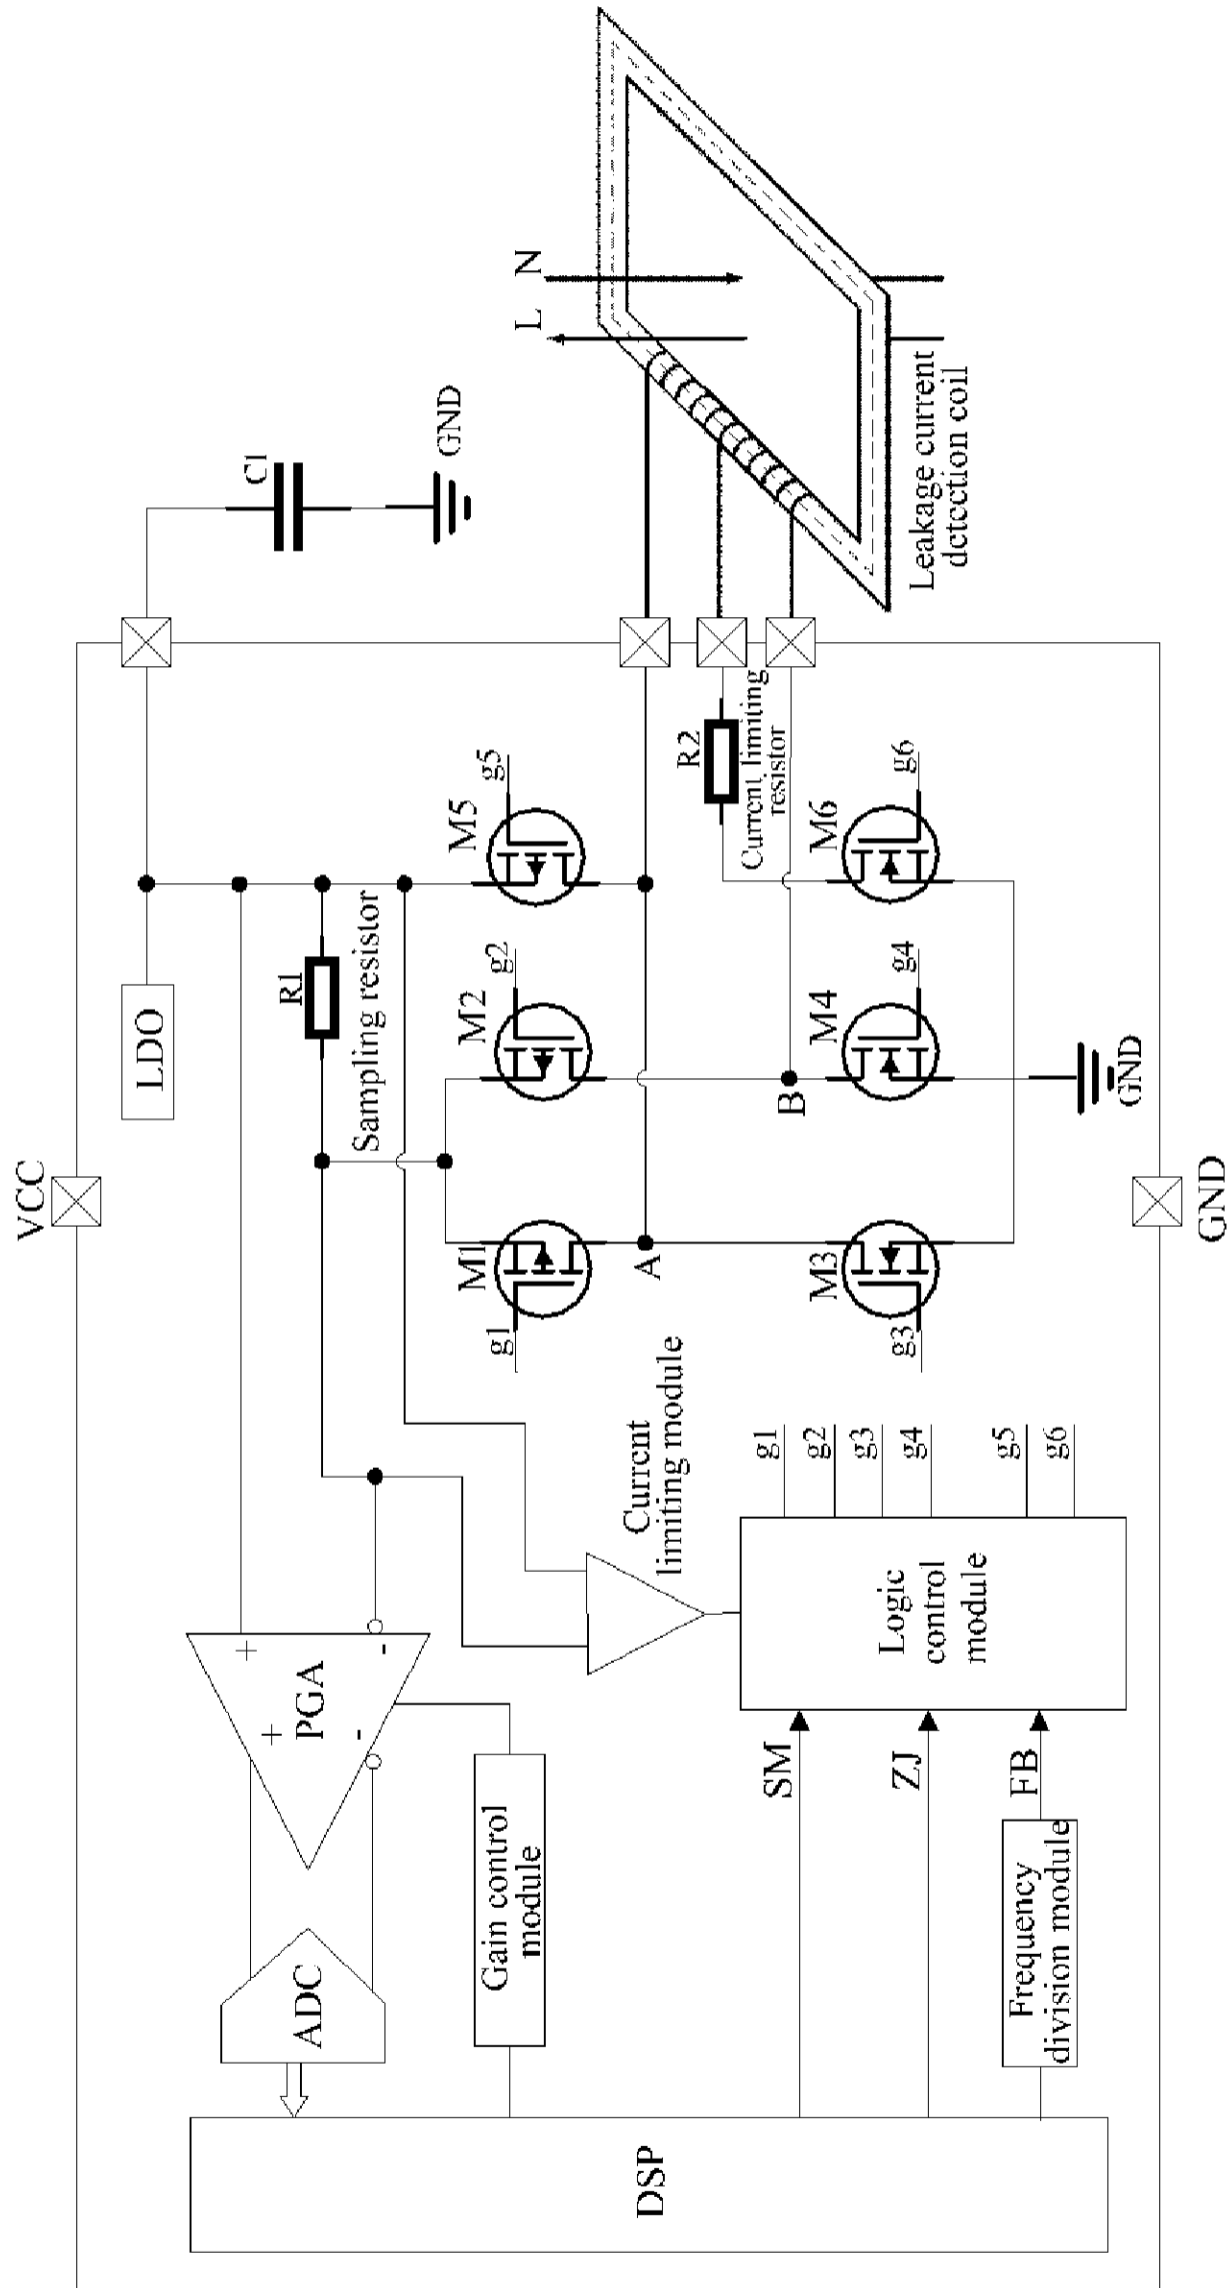 VCC
LDO
C1
GND
R1
Sampling resistor
M5
g5
M2
g2
M1
g1
A
B
M3
g3
M4
g4
M6
g6
R2
Current limiting
resistor
GND
GND
L
N
Leakage current
detection coil
Current
limiting module
g1
g2
g3
g4
g5
g6
Logic
control
module
SM
ZJ
FB
+
-
PGA
+
-
ADC
Gain control
module
Frequency
division module
DSP